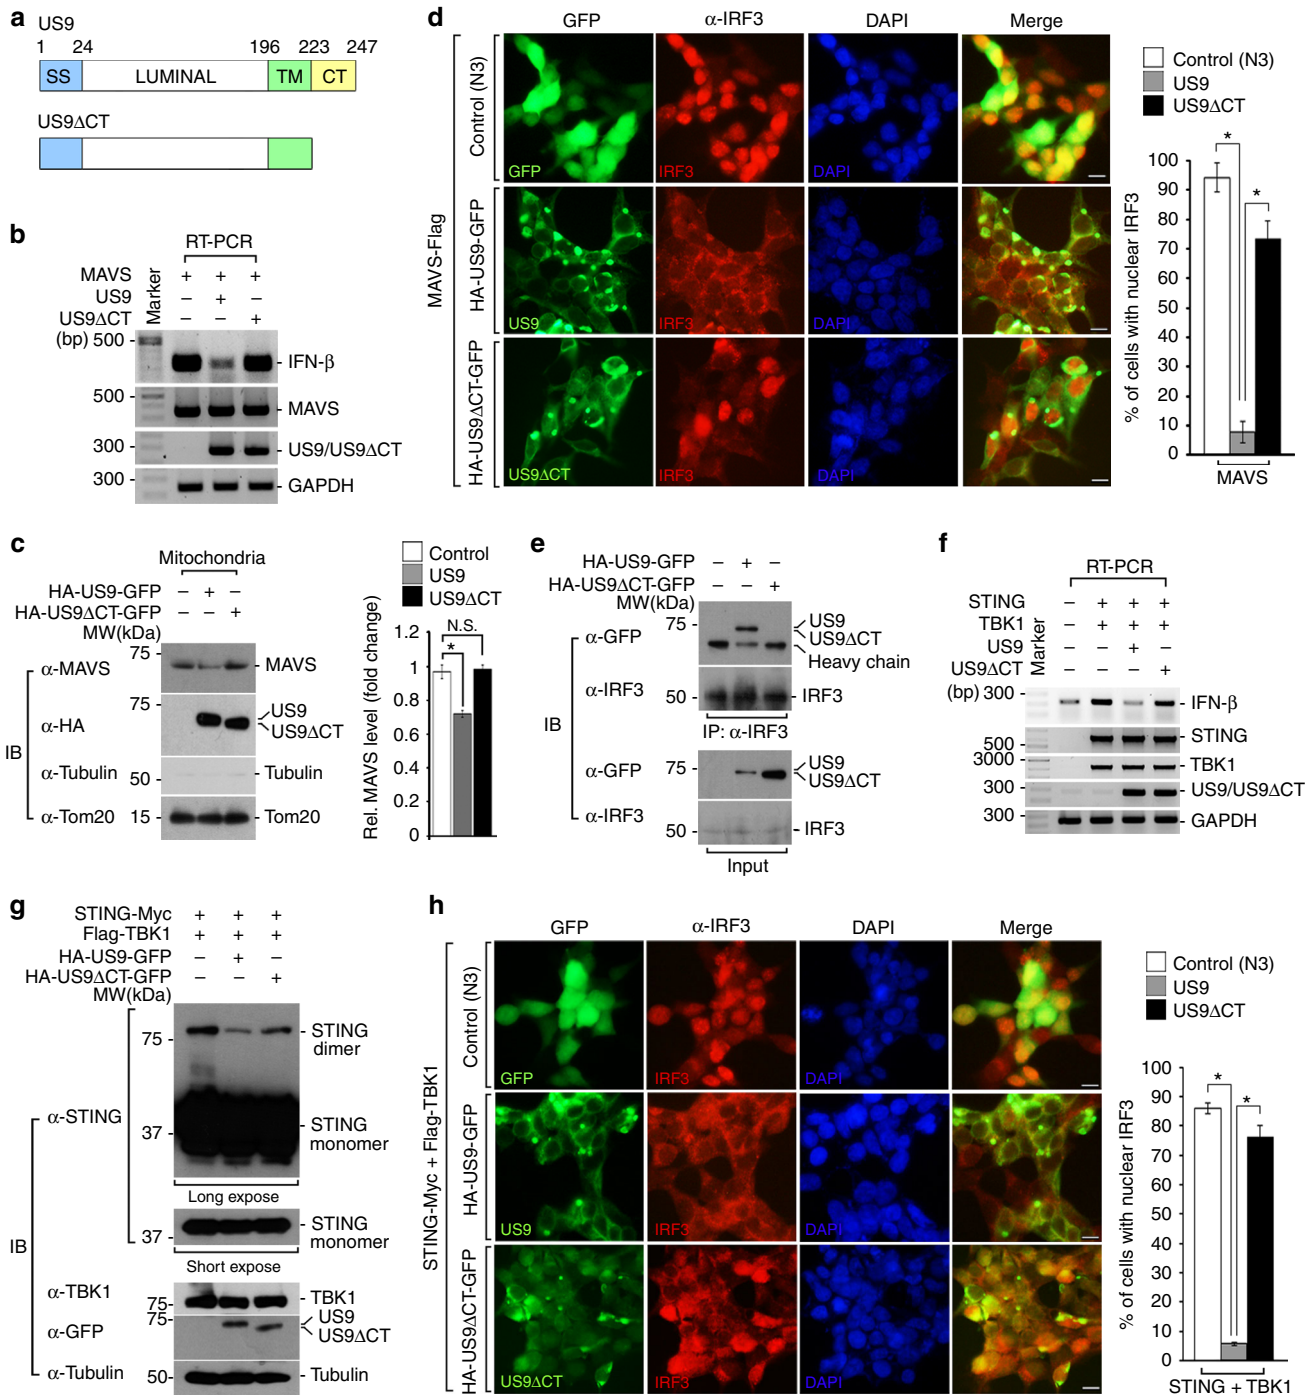 a
US9
1 24 196 223 247
SS LUMINAL TM CT
US9ΔCT
b
RT-PCR
MAVS + + +
US9 – + –
US9ΔCT – – +
Marker
(bp) 500
IFN-β
500
MAVS
300
US9/US9ΔCT
300
GAPDH
c
Mitochondria
HA-US9-GFP – + –
HA-US9ΔCT-GFP – – +
MW(kDa)
75
α-MAVS
MAVS
75
α-HA
US9
US9ΔCT
IB
α-Tubulin
50
Tubulin
α-Tom20
15
Tom20
Control
US9
US9ΔCT
Rel. MAVS level (fold change)
1.2
1
0.8
0.6
0.4
0.2
0
N.S.
*
d
GFP α-IRF3 DAPI Merge
MAVS-Flag
Control (N3)
GFP IRF3 DAPI
HA-US9-GFP
US9 IRF3 DAPI
HA-US9ΔCT-GFP
US9ΔCT IRF3 DAPI
Control (N3)
US9
US9ΔCT
% of cells with nuclear IRF3
100
90
80
70
60
50
40
30
20
10
0
*
*
MAVS
e
HA-US9-GFP – + –
HA-US9ΔCT-GFP – – +
MW(kDa)
75
α-GFP
US9
US9ΔCT
Heavy chain
α-IRF3
50
IRF3
IP: α-IRF3
IB
α-GFP
75
US9
US9ΔCT
α-IRF3
50
IRF3
Input
f
RT-PCR
STING – + + +
TBK1 – + + +
US9 – – + –
US9ΔCT – – – +
Marker
(bp) 300
IFN-β
STING
500
3000
TBK1
300
US9/US9ΔCT
300
GAPDH
g
STING-Myc + + +
Flag-TBK1 + + +
HA-US9-GFP – + –
HA-US9ΔCT-GFP – – +
MW(kDa)
75
STING
dimer
α-STING
37
STING
monomer
Long expose
37
STING
monomer
Short expose
IB
α-TBK1
75
TBK1
75
α-GFP
US9
US9ΔCT
α-Tubulin
50
Tubulin
h
GFP α-IRF3 DAPI Merge
STING-Myc + Flag-TBK1
Control (N3)
GFP IRF3 DAPI
HA-US9-GFP
US9 IRF3 DAPI
HA-US9ΔCT-GFP
US9ΔCT IRF3 DAPI
Control (N3)
US9
US9ΔCT
% of cells with nuclear IRF3
100
90
80
70
60
50
40
30
20
10
0
*
*
STING + TBK1